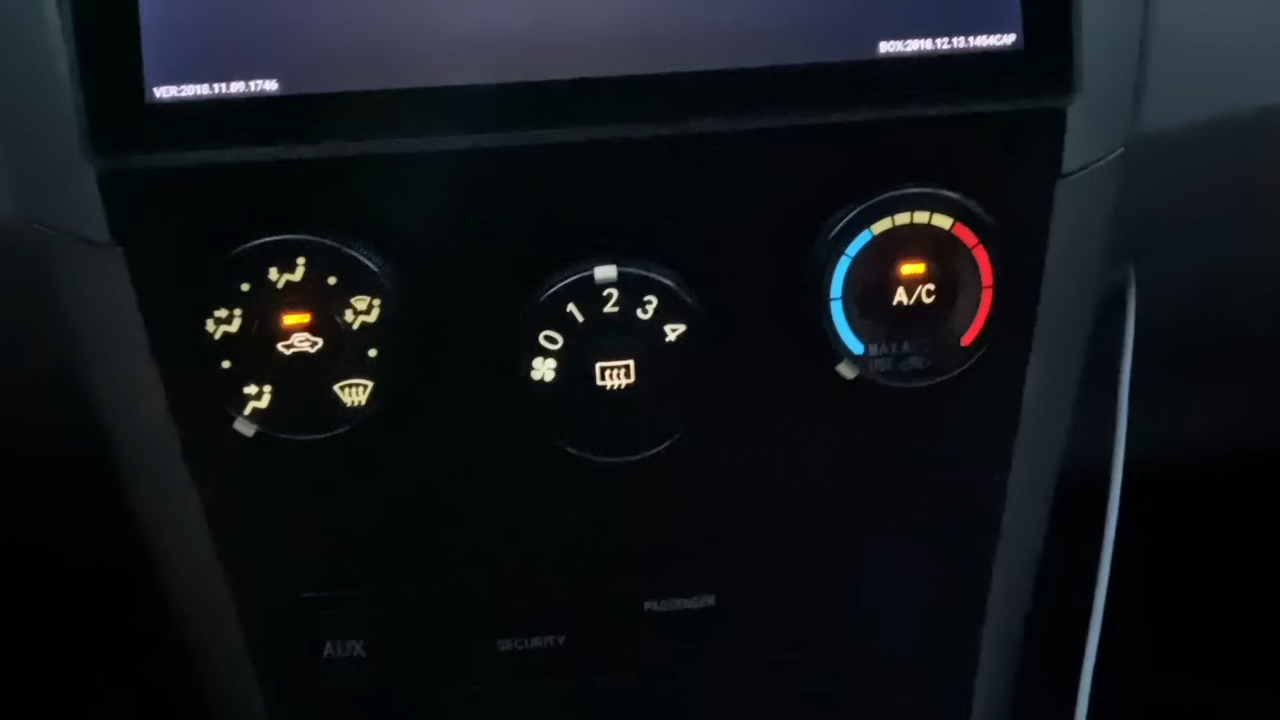 BOX:2018.12.13.1454CAP
VER:2018.11.09.1746
0 1 2 3 4
A/C
MAX A/C
USE
PASSENGER
SECURITY
AUX